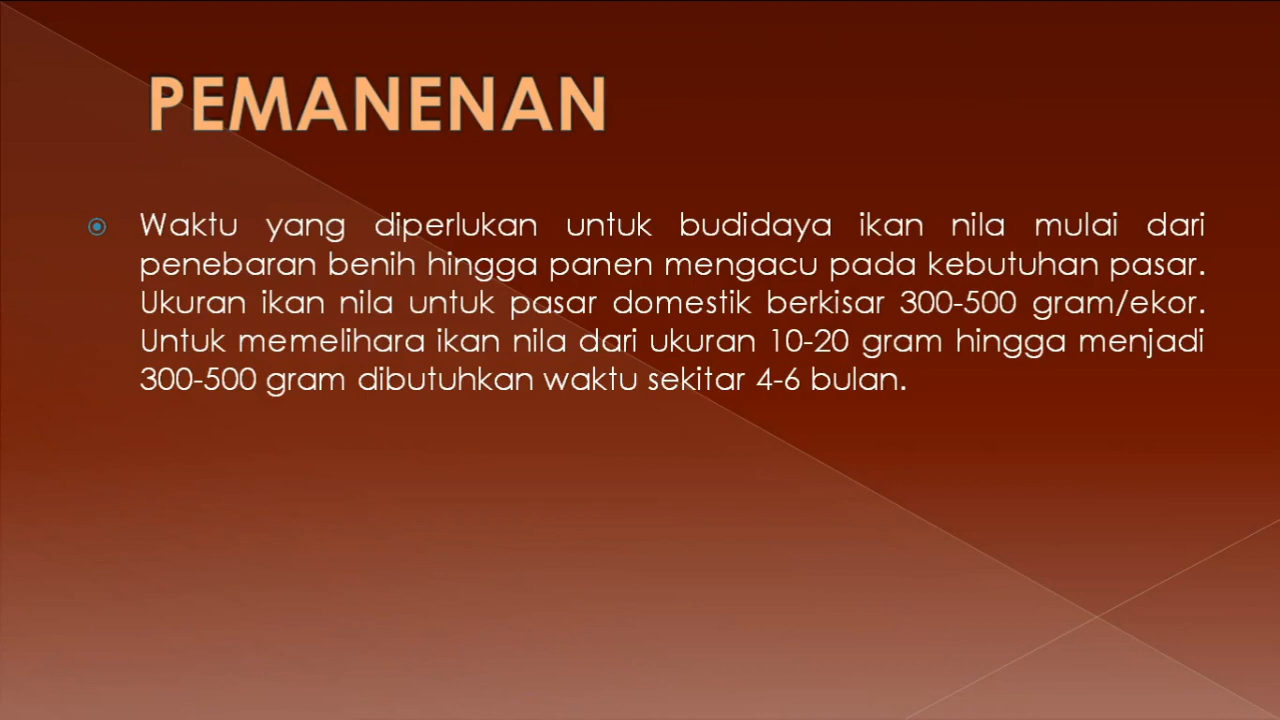 PEMANENAN
Waktu yang diperlukan untuk budidaya ikan nila mulai dari
penebaran benih hingga panen mengacu pada kebutuhan pasar.
Ukuran ikan nila untuk pasar domestik berkisar 300-500 gram/ekor.
Untuk memelihara ikan nila dari ukuran 10-20 gram hingga menjadi
300-500 gram dibutuhkan waktu sekitar 4-6 bulan.